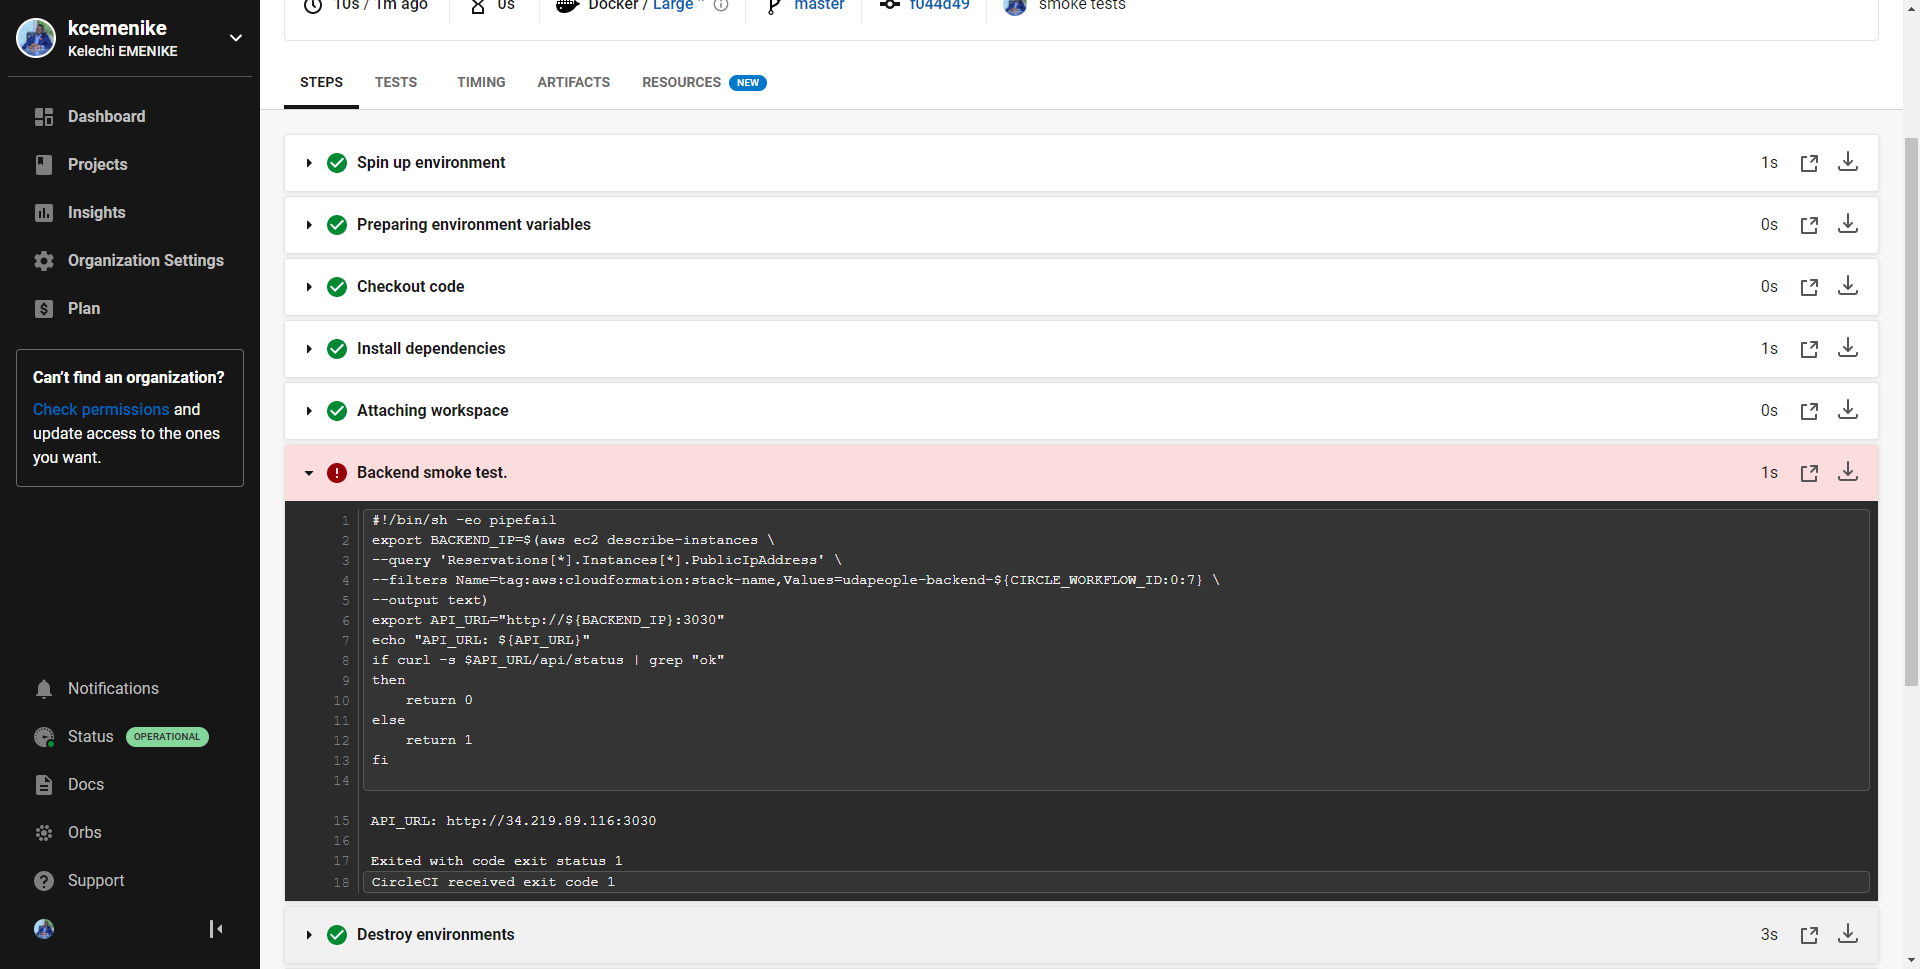 kcemenike
Kelechi EMENIKE
Dashboard
Projects
Insights
Organization Settings
Plan
Can't find an organization?
Check permissions and
update access to the ones
you want.
Notifications
Status OPERATIONAL
Docs
Orbs
Support
10s / 1m ago 0s Docker / Large master f044d49 smoke tests
STEPS TESTS TIMING ARTIFACTS RESOURCES NEW
Spin up environment 1s
Preparing environment variables 0s
Checkout code 0s
Install dependencies 1s
Attaching workspace 0s
Backend smoke test. 1s
1 #!/bin/sh -eo pipefail
2 export BACKEND_IP=$(aws ec2 describe-instances \
3 --query 'Reservations[*].Instances[*].PublicIpAddress' \
4 --filters Name=tag:aws:cloudformation:stack-name,Values=udapeople-backend-${CIRCLE_WORKFLOW_ID:0:7} \
5 --output text)
6 export API_URL="http://${BACKEND_IP}:3030"
7 echo "API_URL: ${API_URL}"
8 if curl -s $API_URL/api/status | grep "ok"
9 then
10 return 0
11 else
12 return 1
13 fi
14
15 API_URL: http://34.219.89.116:3030
16
17 Exited with code exit status 1
18 CircleCI received exit code 1
Destroy environments 3s